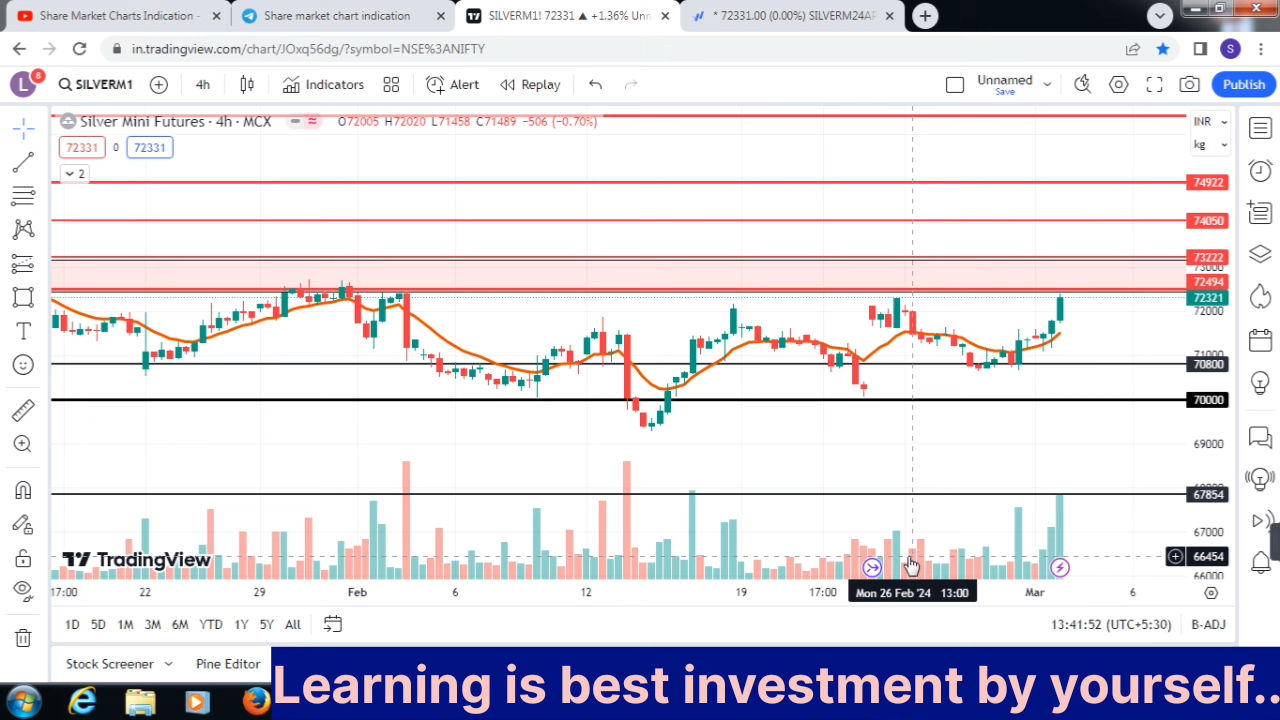 Share Market Charts Indication -
Share market chart indication
SILVERM1! 72331 ▲ +1.36% Unn
* 72331.00 (0.00%) SILVERM24AP
in.tradingview.com/chart/JOxq56dg/?symbol=NSE%3ANIFTY
S
L
8
SILVERM1
4h
Indicators
Alert
Replay
Unnamed
Save
Publish
Silver Mini Futures · 4h · MCX
O72005 H72020 L71458 C71489 −506 (−0.70%)
INR
kg
72331
0
72331
2
74922
74050
73222
73000
72494
72321
72000
71000
70800
70000
69000
67854
67000
66454
66000
TradingView
17:00
22
29
Feb
6
12
19
17:00
Mon 26 Feb '24 13:00
Mar
6
1D
5D
1M
3M
6M
YTD
1Y
5Y
All
13:41:52 (UTC+5:30)
B-ADJ
Stock Screener
Pine Editor
Learning is best investment by yourself..